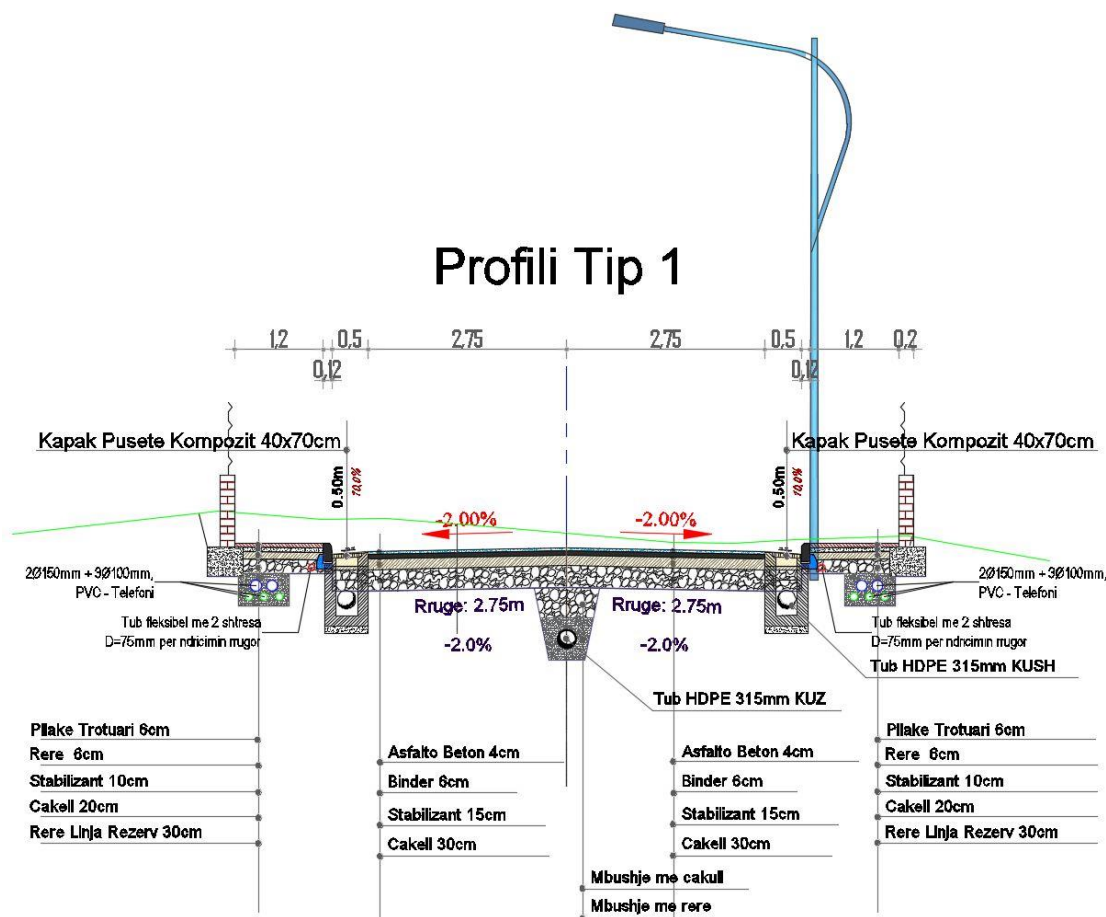 Profili Tip 1
1,2
0,5
2,75
2,75
0,5
1,2
0,2
0,12
0,12
Kapak Pusete Kompozit 40x70cm
Kapak Pusete Kompozit 40x70cm
0.50m
10,0%
0.50m
10,0%
-2.00%
-2.00%
2Ø150mm + 3Ø100mm,
PVC - Telefoni
2Ø150mm + 3Ø100mm,
PVC - Telefoni
Rruge: 2.75m
Rruge: 2.75m
Tub fleksibel me 2 shtresa
D=75mm per ndricimin rrugor
Tub fleksibel me 2 shtresa
D=75mm per ndricimin rrugor
-2.0%
-2.0%
Tub HDPE 315mm KUSH
Tub HDPE 315mm KUZ
Pllake Trotuari 6cm
Rere 6cm
Stabilizant 10cm
Cakell 20cm
Rere Linja Rezerv 30cm
Asfalto Beton 4cm
Binder 6cm
Stabilizant 15cm
Cakell 30cm
Asfalto Beton 4cm
Binder 6cm
Stabilizant 15cm
Cakell 30cm
Pllake Trotuari 6cm
Rere 6cm
Stabilizant 10cm
Cakell 20cm
Rere Linja Rezerv 30cm
Mbushje me cakull
Mbushje me rere